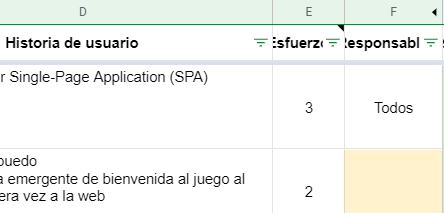 D E F
Historia de usuario Esfuerzo Responsabl
r Single-Page Application (SPA)
3 Todos
puedo
a emergente de bienvenida al juego al
era vez a la web
2